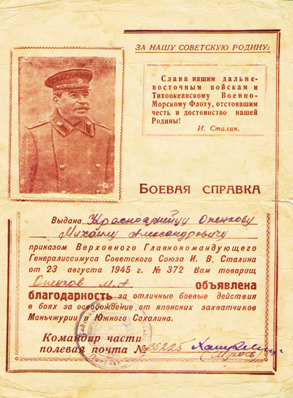 ЗА НАШУ СОВЕТСКУЮ РОДИНУ!
Слава нашим дальне-
восточным войскам и
Тихоокеанскому Военно-
Морскому Флоту, отстоявшим
честь и достоинство нашей
Родины!
И. Сталин.
БОЕВАЯ СПРАВКА
Выдана Красноармейцу
Михаилу Александровичу
приказом Верховного Главнокомандующего
Генералиссимуса Советского Союза И. В. Сталина
от 23 августа 1945 г. № 372 Вам товарищ
объявлена
благодарность за отличные боевые действия
в боях за освобождение от японских захватчиков
Маньчжурии и Южного Сахалина.
Командир части
полевая почта №